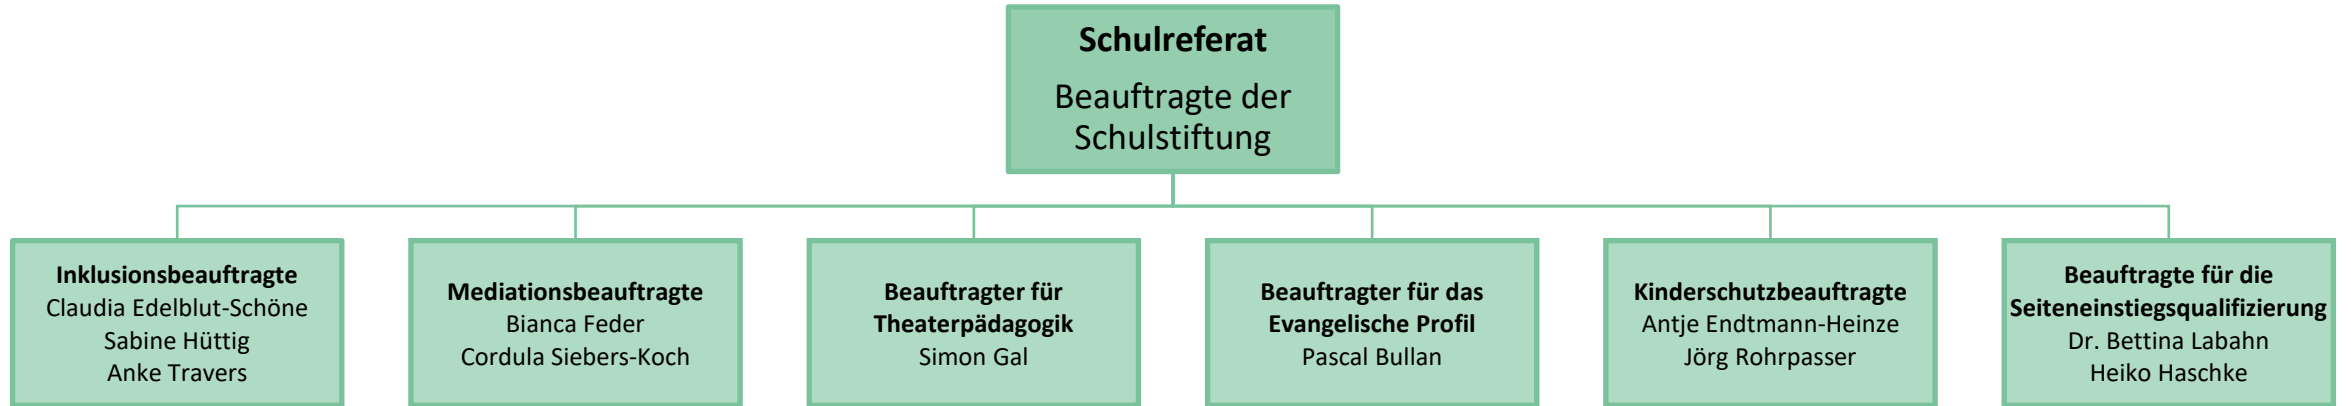 Schulreferat
Beauftragte der
Schulstiftung
Inklusionsbeauftragte
Claudia Edelblut-Schöne
Sabine Hüttig
Anke Travers
Mediationsbeauftragte
Bianca Feder
Cordula Siebers-Koch
Beauftragter für
Theaterpädagogik
Simon Gal
Beauftragter für das
Evangelische Profil
Pascal Bullan
Kinderschutzbeauftragte
Antje Endtmann-Heinze
Jörg Rohrpasser
Beauftragte für die
Seiteneinstiegsqualifizierung
Dr. Bettina Labahn
Heiko Haschke